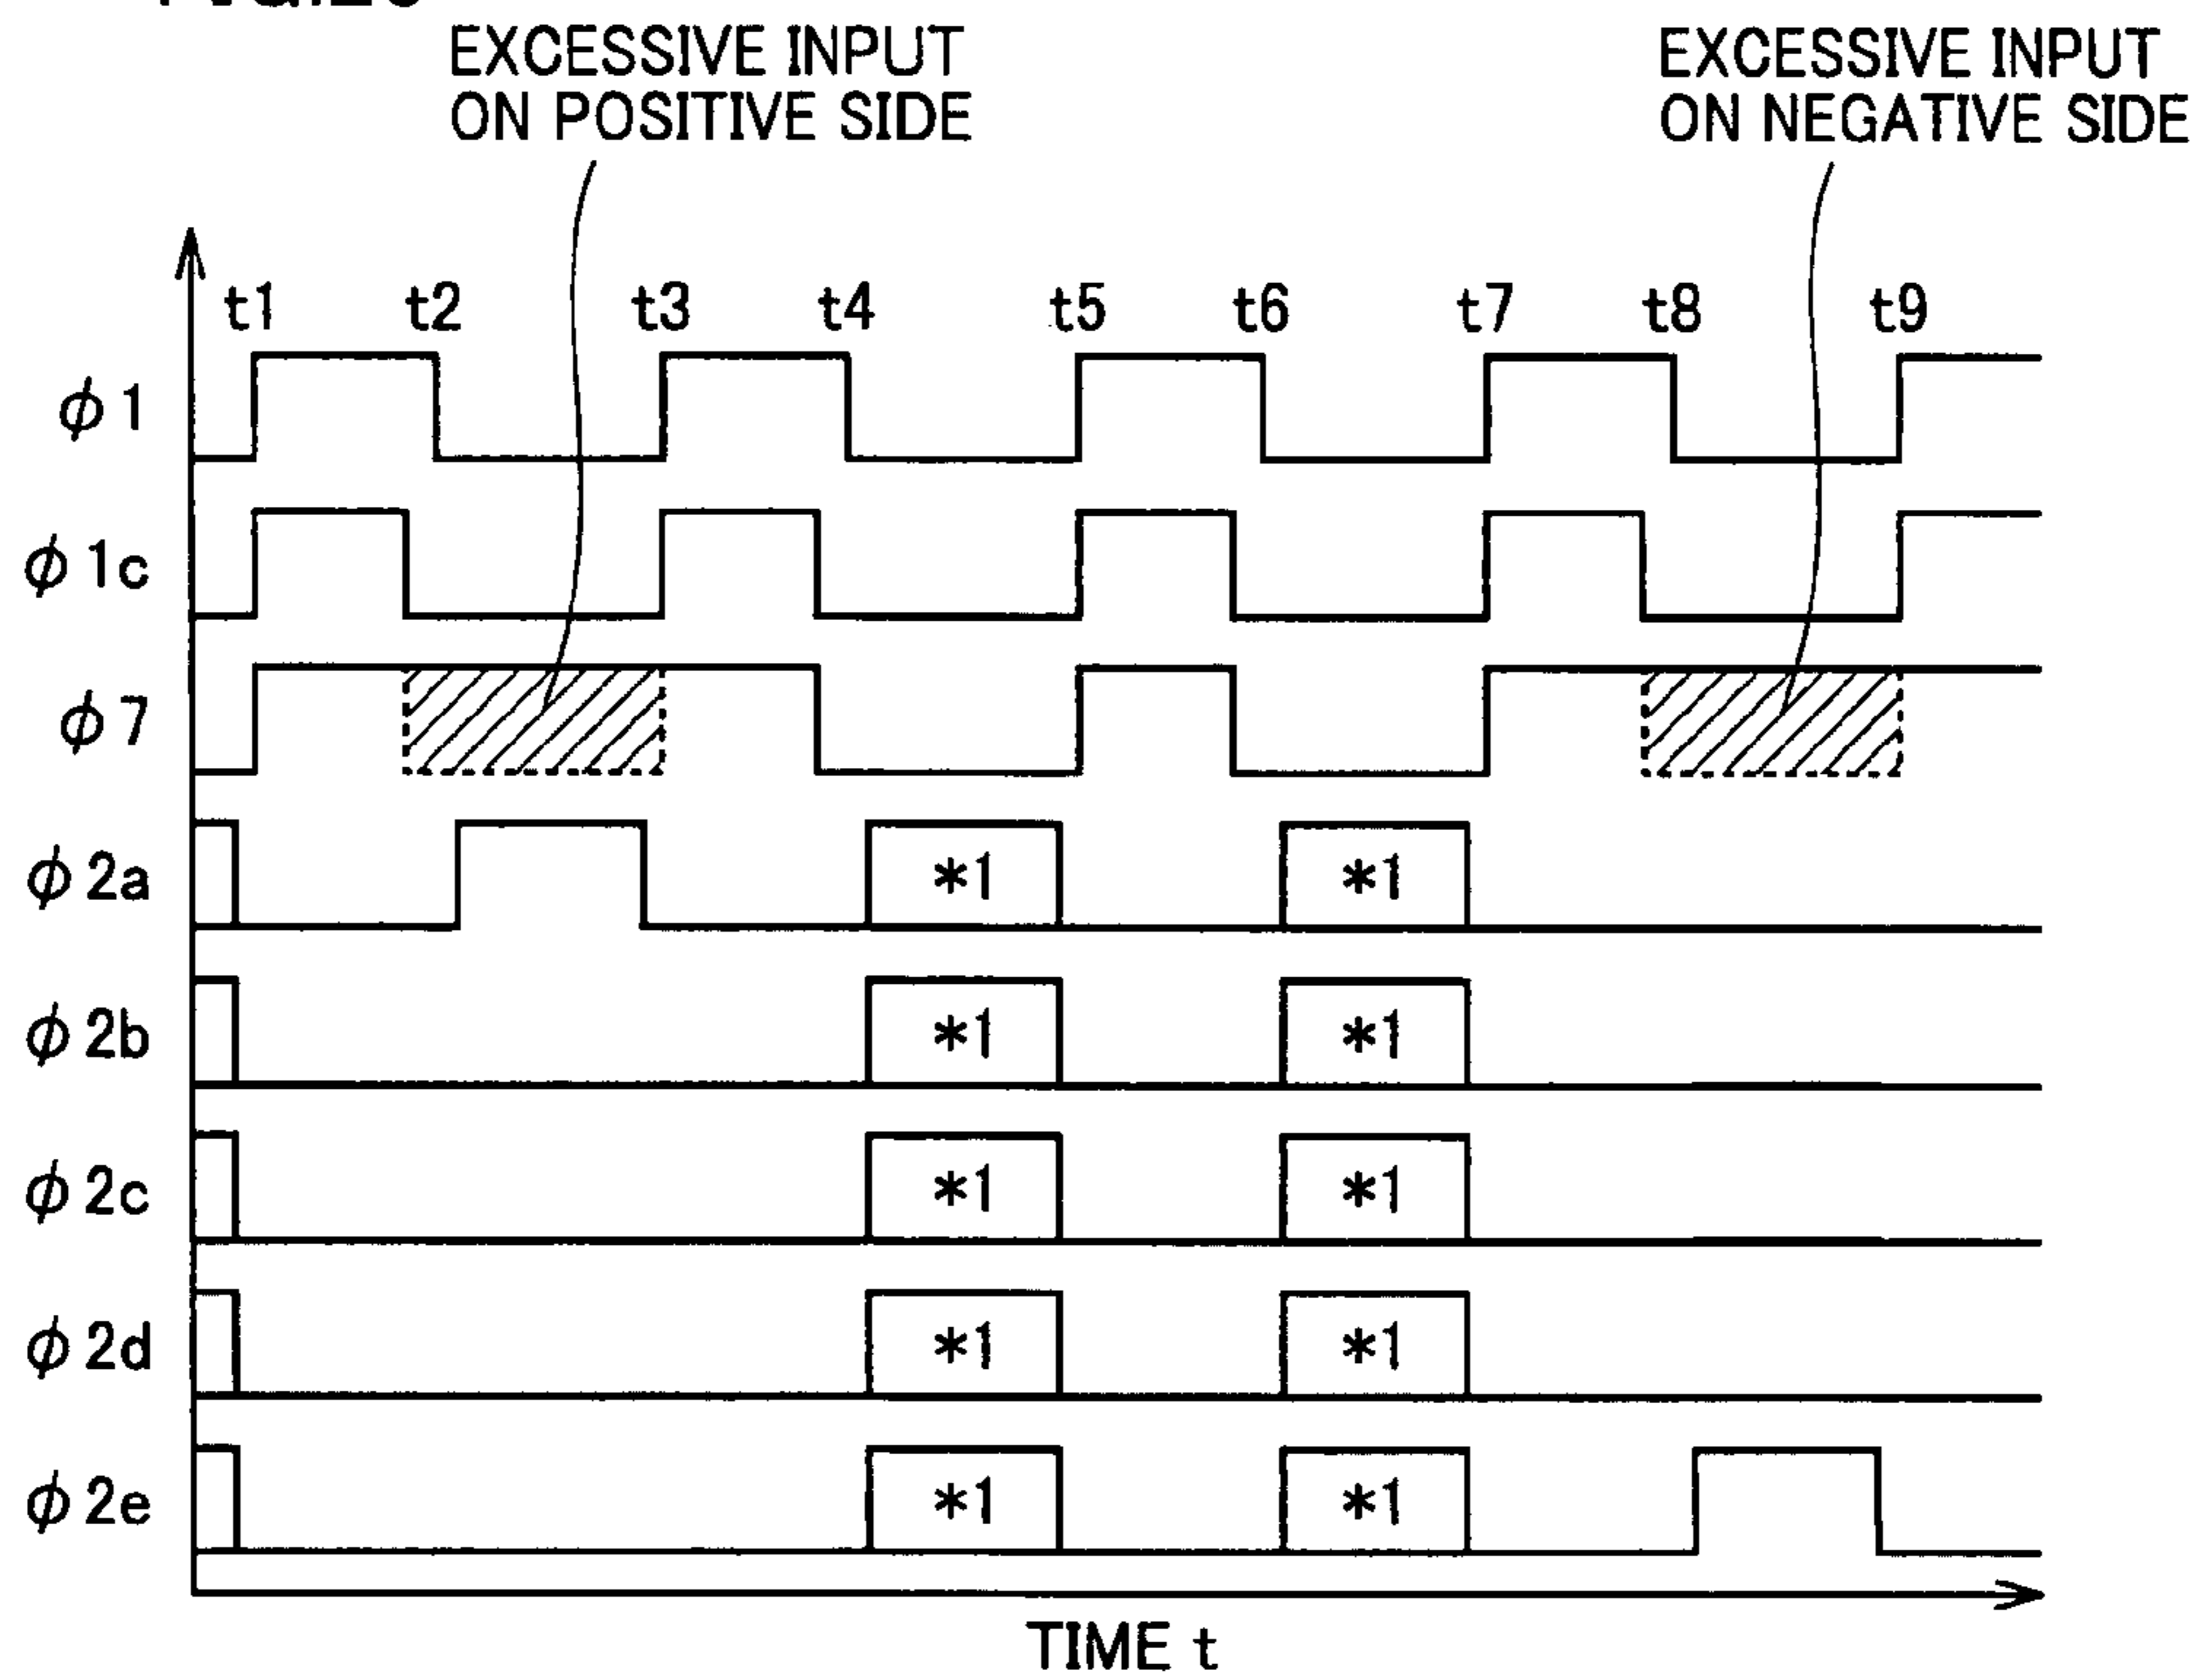 EXCESSIVE INPUT
ON POSITIVE SIDE
EXCESSIVE INPUT
ON NEGATIVE SIDE
t1 t2 t3 t4 t5 t6 t7 t8 t9
ϕ1
ϕ1c
ϕ7
ϕ2a *1 *1
ϕ2b *1 *1
ϕ2c *1 *1
ϕ2d *1 *1
ϕ2e *1 *1
TIME t